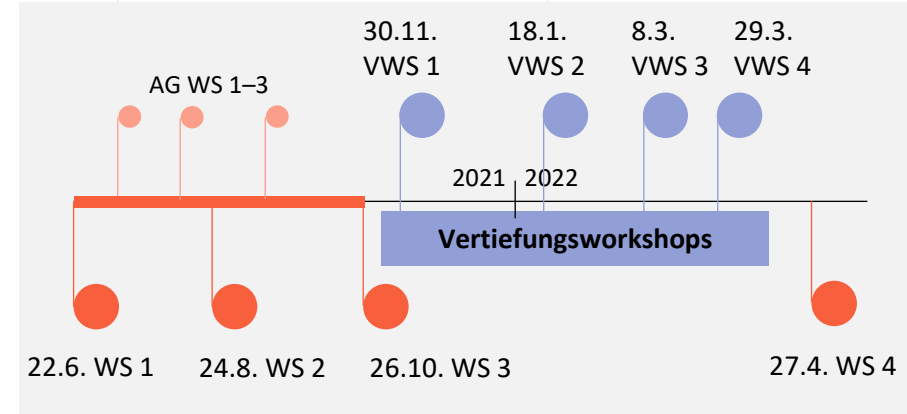 30.11.
VWS 1
18.1.
VWS 2
8.3.
VWS 3
29.3.
VWS 4
AG WS 1–3
2021
2022
Vertiefungsworkshops
22.6. WS 1
24.8. WS 2
26.10. WS 3
27.4. WS 4